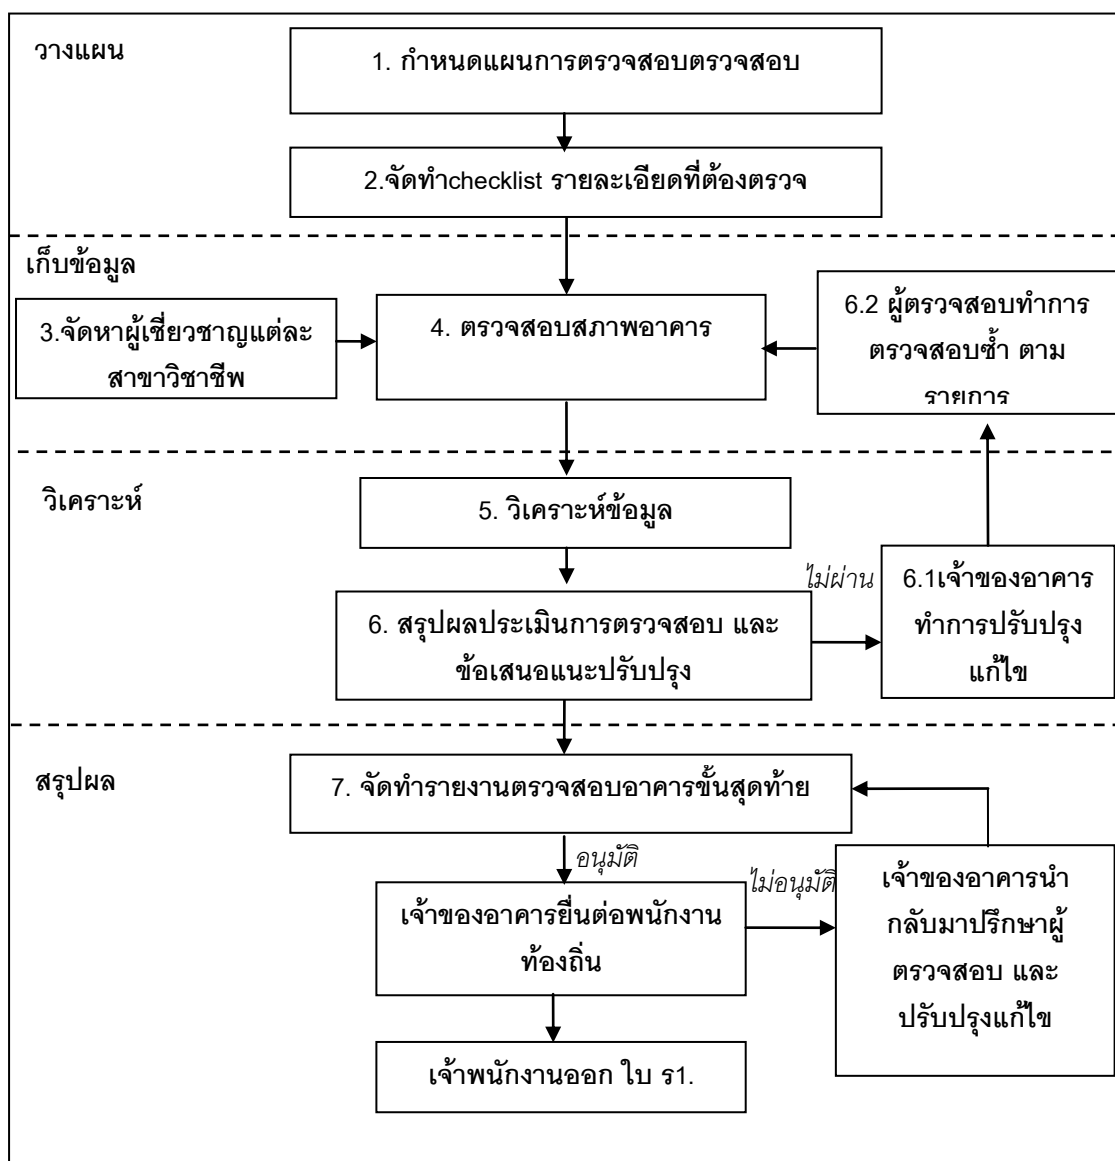 วางแผน
1. กำหนดแผนการตรวจสอบตรวจสอบ
2.จัดทำchecklist รายละเอียดที่ต้องตรวจ
เก็บข้อมูล
3.จัดหาผู้เชี่ยวชาญแต่ละ
สาขาวิชาชีพ
4. ตรวจสอบสภาพอาคาร
6.2 ผู้ตรวจสอบทำการ
ตรวจสอบซ้ำ ตาม
รายการ
วิเคราะห์
5. วิเคราะห์ข้อมูล
6. สรุปผลประเมินการตรวจสอบ และ
ข้อเสนอแนะปรับปรุง
ไม่ผ่าน
6.1เจ้าของอาคาร
ทำการปรับปรุง
แก้ไข
สรุปผล
7. จัดทำรายงานตรวจสอบอาคารขั้นสุดท้าย
อนุมัติ
เจ้าของอาคารยื่นต่อพนักงาน
ท้องถิ่น
ไม่อนุมัติ
เจ้าของอาคารนำ
กลับมาปรึกษาผู้
ตรวจสอบ และ
ปรับปรุงแก้ไข
เจ้าพนักงานออก ใบ ร1.